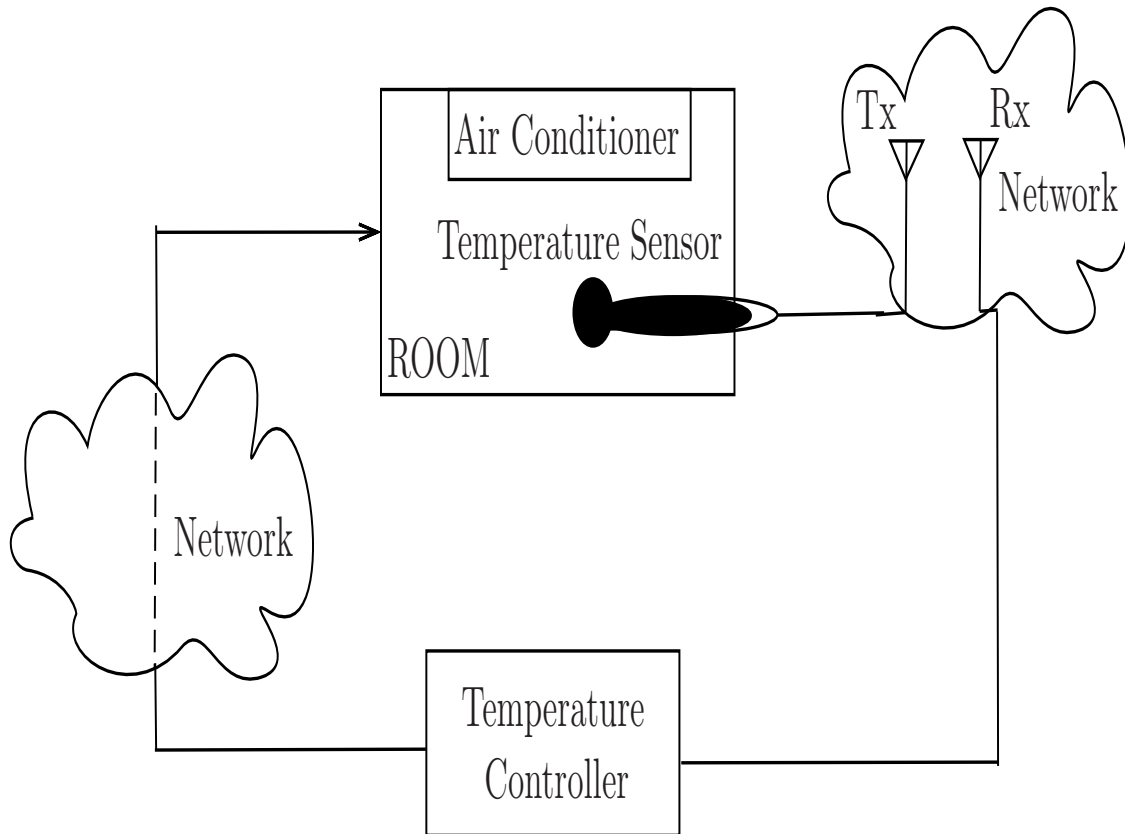 Tx
Rx
Air Conditioner
Network
Temperature Sensor
ROOM
Network
Temperature
Controller